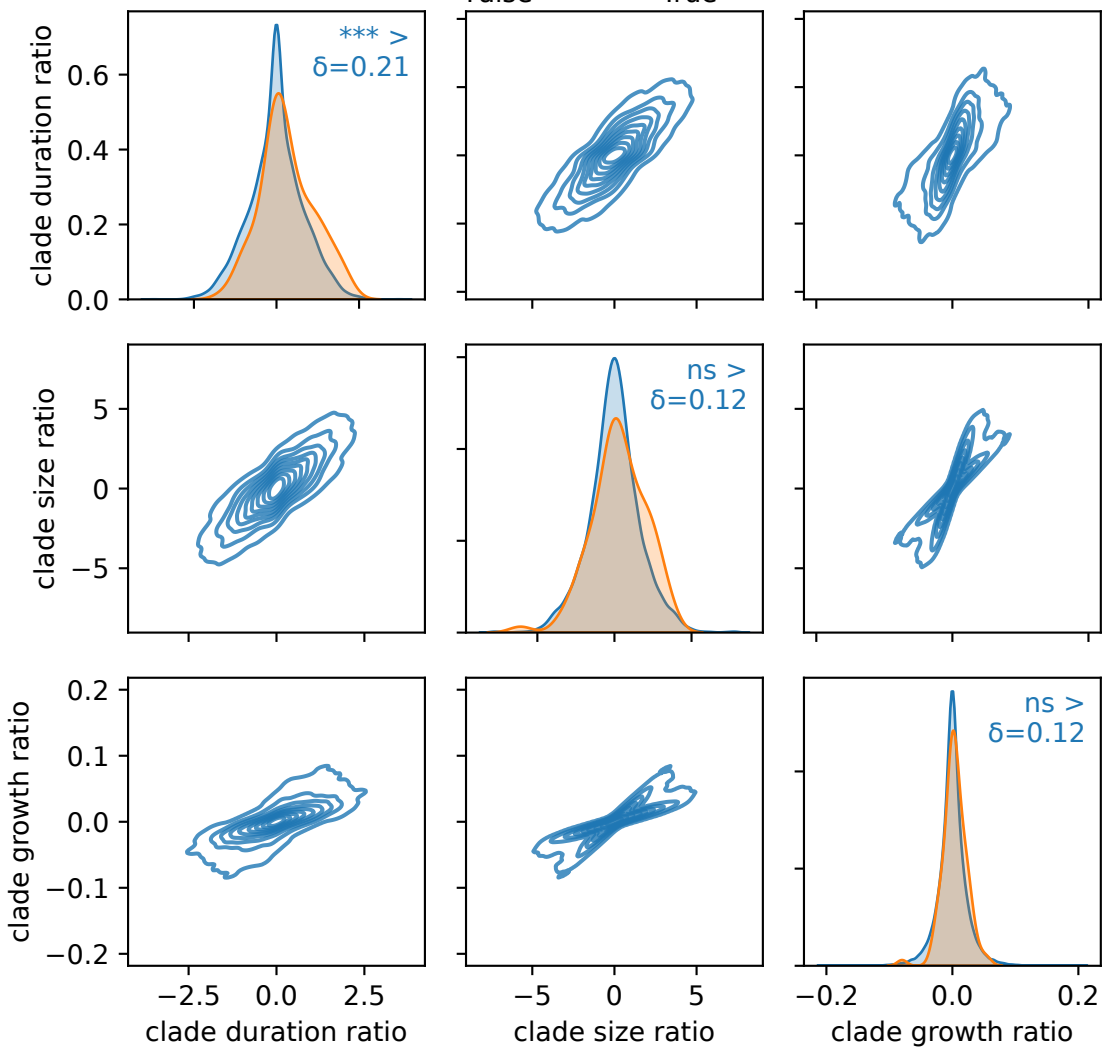 clade duration ratio
0.6
0.4
0.2
0.0
*** >
δ=0.21
clade size ratio
5
0
−5
ns >
δ=0.12
clade growth ratio
0.2
0.1
0.0
−0.1
−0.2
ns >
δ=0.12
−2.5 0.0 2.5
−5 0 5
−0.2 0.0 0.2
clade duration ratio
clade size ratio
clade growth ratio